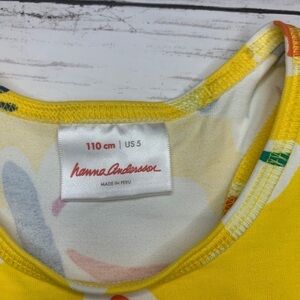 110 cm | US 5
hanna andersson
MADE IN PERU